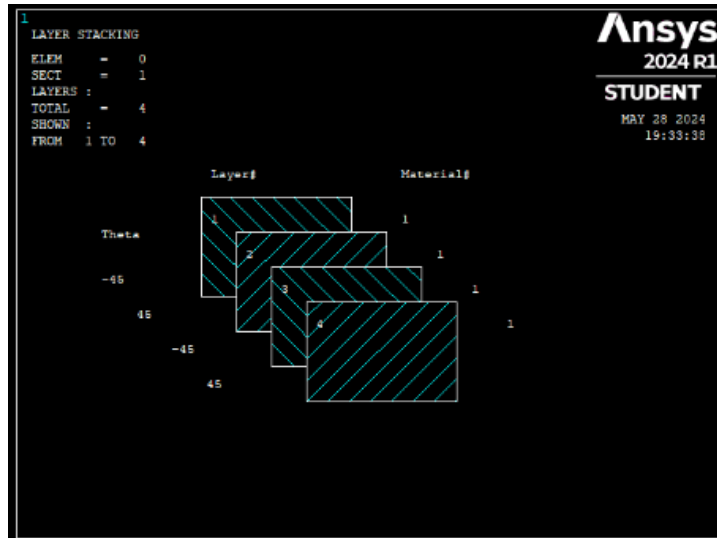 1
LAYER STACKING
ELEM = 0
SECT = 1
LAYERS :
TOTAL = 4
SHOWN :
FROM 1 TO 4
Ansys
2024 R1
STUDENT
MAY 28 2024
19:33:38
Layer# Material#
1 1
Theta
2 1
-45
3 1
45
4 1
-45
45